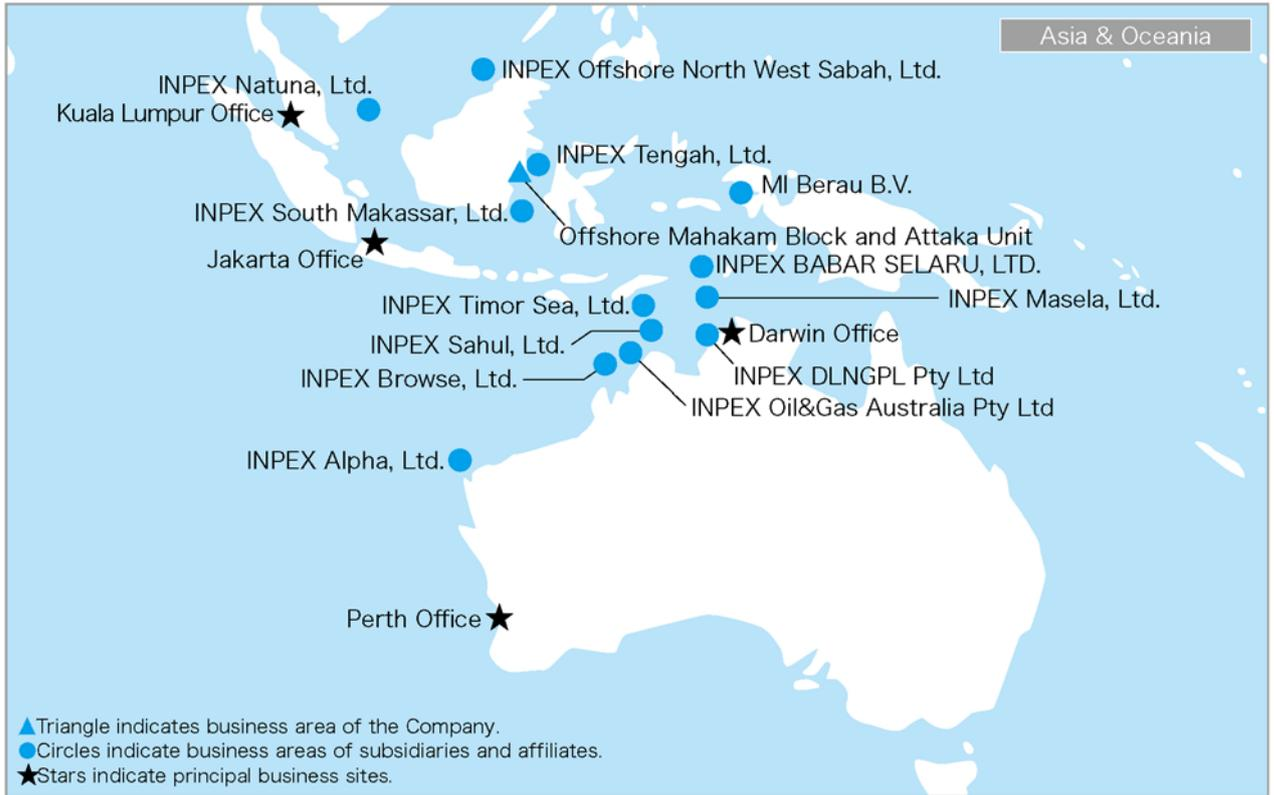 Asia & Oceania
INPEX Offshore North West Sabah, Ltd.
INPEX Natuna, Ltd.
Kuala Lumpur Office
INPEX Tengah, Ltd.
MI Berau B.V.
INPEX South Makassar, Ltd.
Offshore Mahakam Block and Attaka Unit
Jakarta Office
INPEX BABAR SELARU, LTD.
INPEX Masela, Ltd.
INPEX Timor Sea, Ltd.
Darwin Office
INPEX Sahul, Ltd.
INPEX DLNGPL Pty Ltd
INPEX Browse, Ltd.
INPEX Oil&Gas Australia Pty Ltd
INPEX Alpha, Ltd.
Perth Office
Triangle indicates business area of the Company.
Circles indicate business areas of subsidiaries and affiliates.
Stars indicate principal business sites.